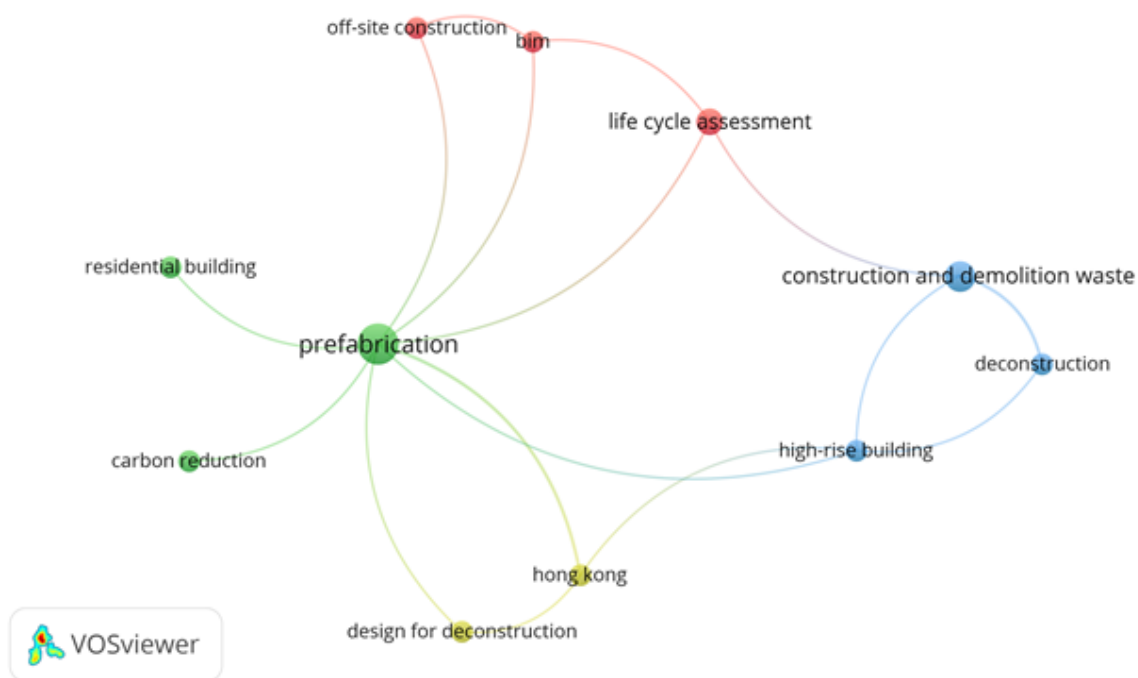 off-site construction
bim
life cycle assessment
residential building
construction and demolition waste
prefabrication
deconstruction
carbon reduction
high-rise building
hong kong
design for deconstruction
VOSviewer